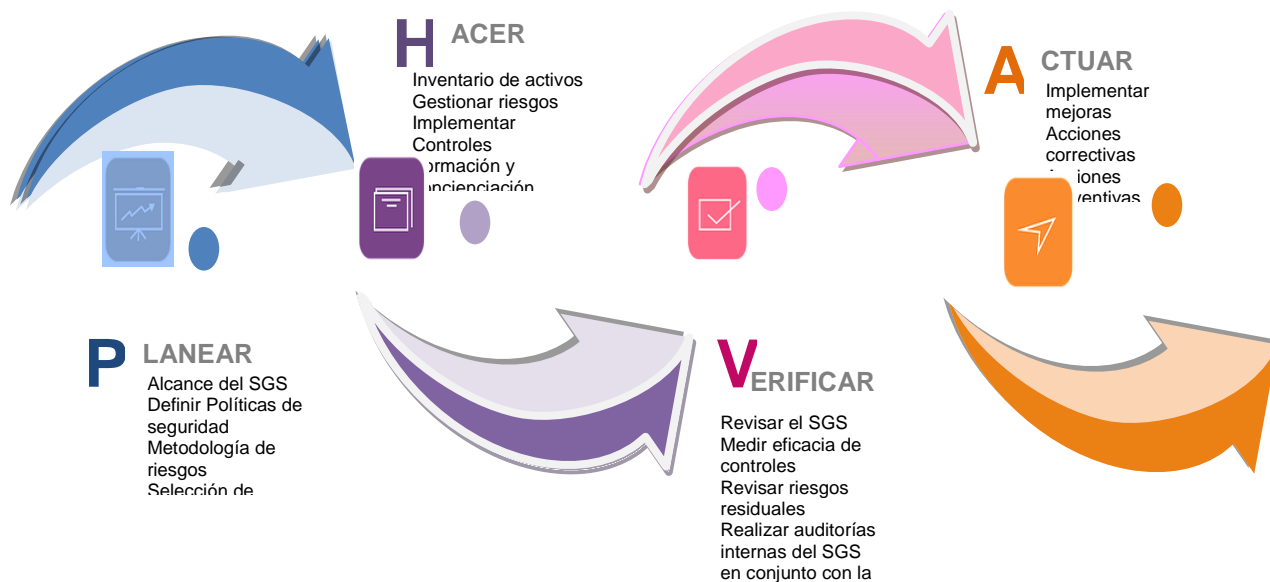 PLANEAR
Alcance del SGS
Definir Políticas de
seguridad
Metodología de
riesgos
Selección de
HACER
Inventario de activos
Gestionar riesgos
Implementar
Controles
ormación y
oncienciación
VERIFICAR
Revisar el SGS
Medir eficacia de
controles
Revisar riesgos
residuales
Realizar auditorías
internas del SGS
en conjunto con la
ACTUAR
Implementar
mejoras
Acciones
correctivas